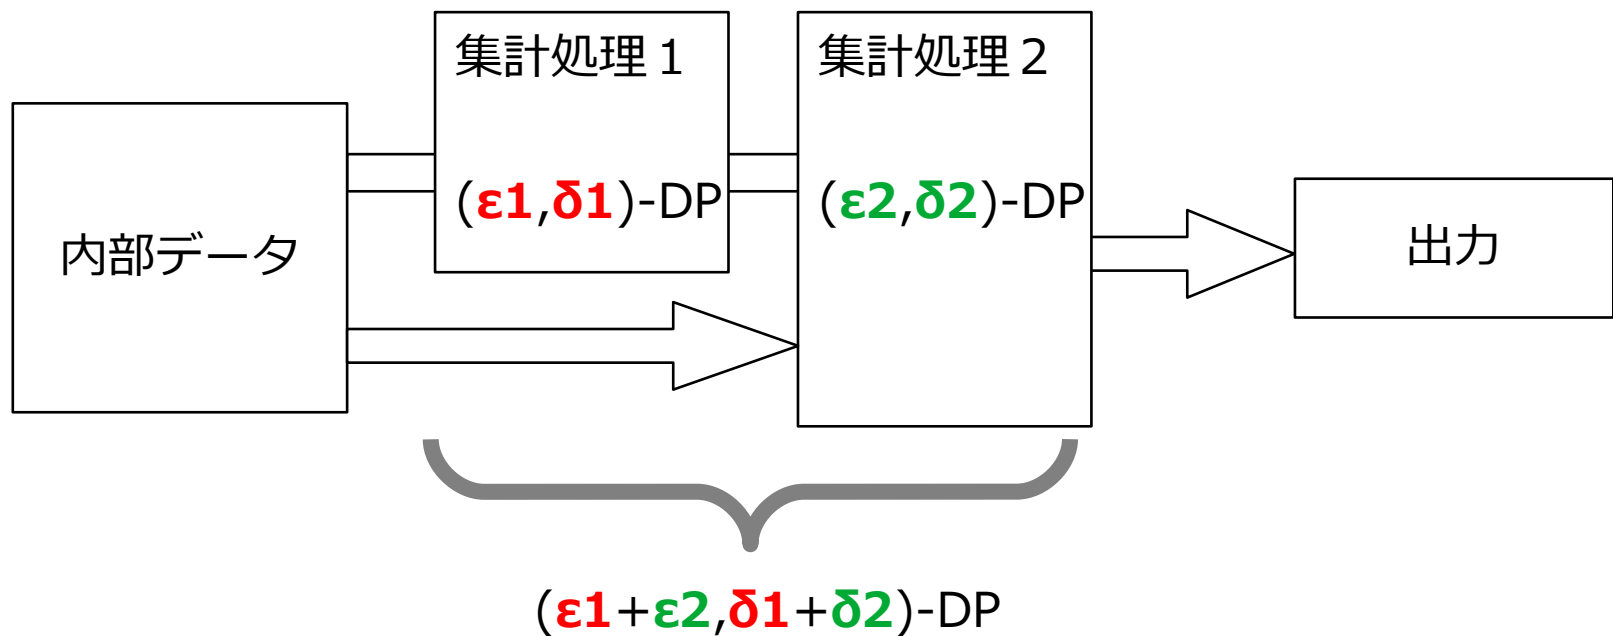 集計処理１
集計処理２
(ε1,δ1)-DP
(ε2,δ2)-DP
内部データ
出力
(ε1+ε2,δ1+δ2)-DP